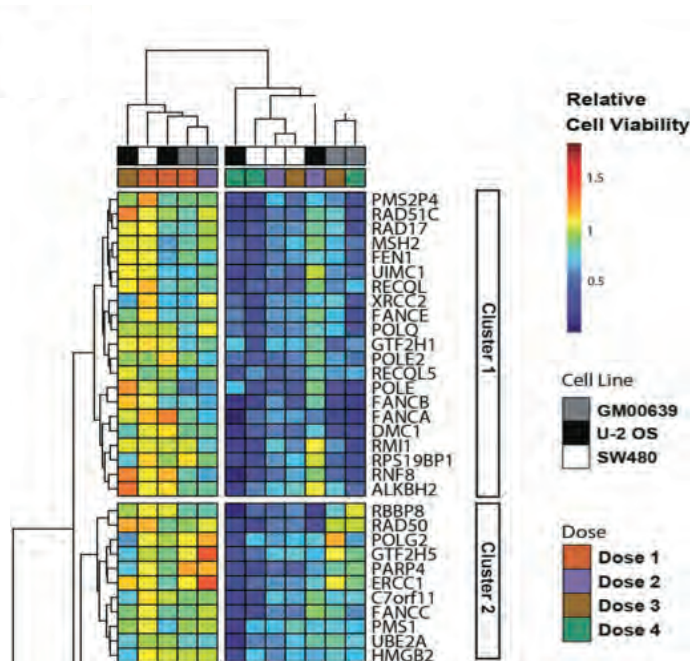 Relative
Cell Viability
1.5
1
0.5
PMS2P4
RAD51C
RAD17
MSH2
FEN1
UIMC1
RECQL
XRCC2
FANCE
POLQ
GTF2H1
POLE2
RECQL5
POLE
FANCB
FANCA
DMC1
RMI1
RPS19BP1
RNF8
ALKBH2
Cluster 1
RBBP8
RAD50
POLG2
GTF2H5
PARP4
ERCC1
C7orf11
FANCC
PMS1
UBE2A
HMGB2
Cluster 2
Cell Line
GM00639
U-2 OS
SW480
Dose
Dose 1
Dose 2
Dose 3
Dose 4